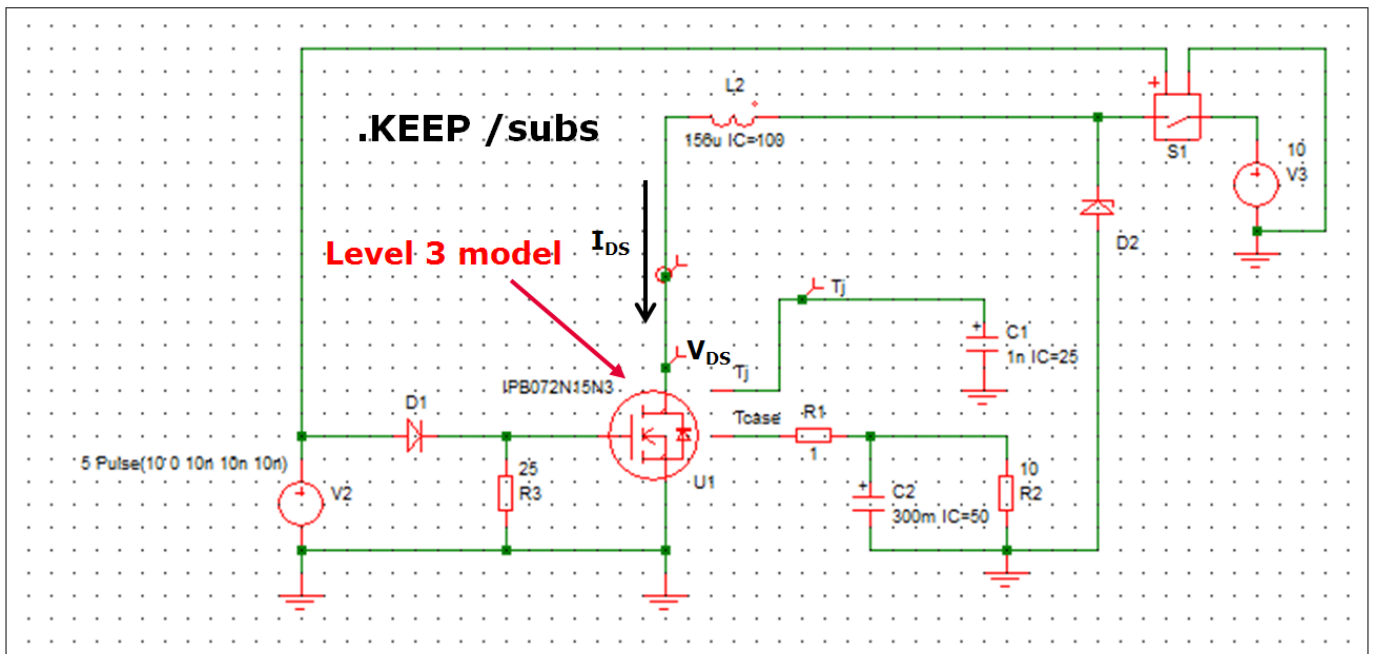 L2
.KEEP /subs
156u IC=100
+
S1
10
V3
Level 3 model
I_DS
D2
Tj
+
C1
1n IC=25
V_DS
IPB072N15N3
Tj
D1
Tcase
R1
5 Pulse(10 0 10n 10n 10n)
+
V2
25
R3
U1
1
+
C2
300m IC=50
10
R2